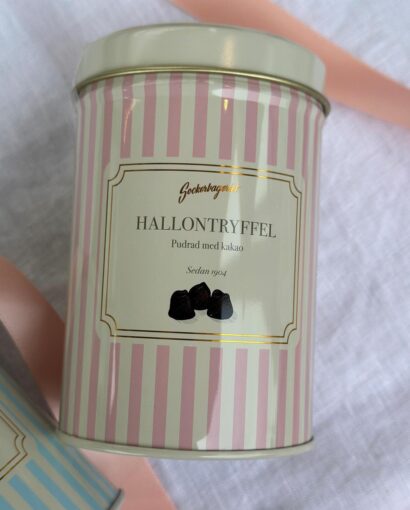 Sockerbageriet
HALLONTRYFFEL
Pudrad med kakao
Sedan 1904